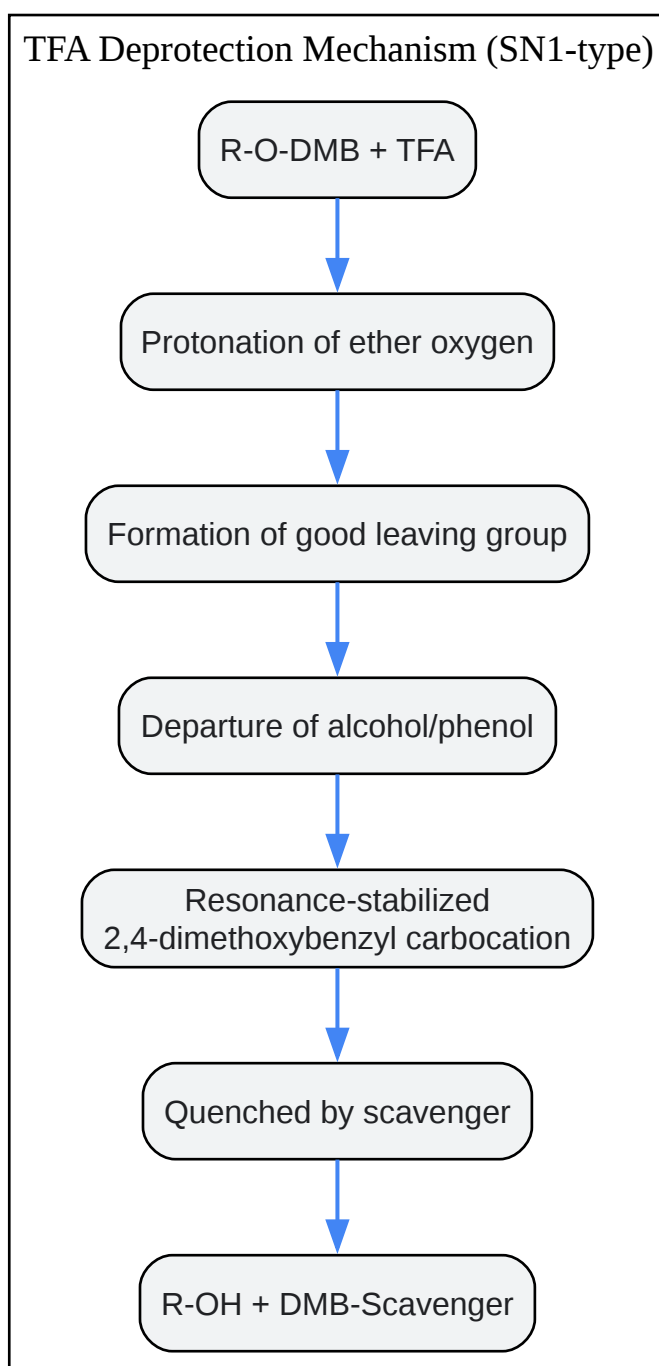 TFA Deprotection Mechanism (SN1-type)
R-O-DMB + TFA
Protonation of ether oxygen
Formation of good leaving group
Departure of alcohol/phenol
Resonance-stabilized
2,4-dimethoxybenzyl carbocation
Quenched by scavenger
R-OH + DMB-Scavenger